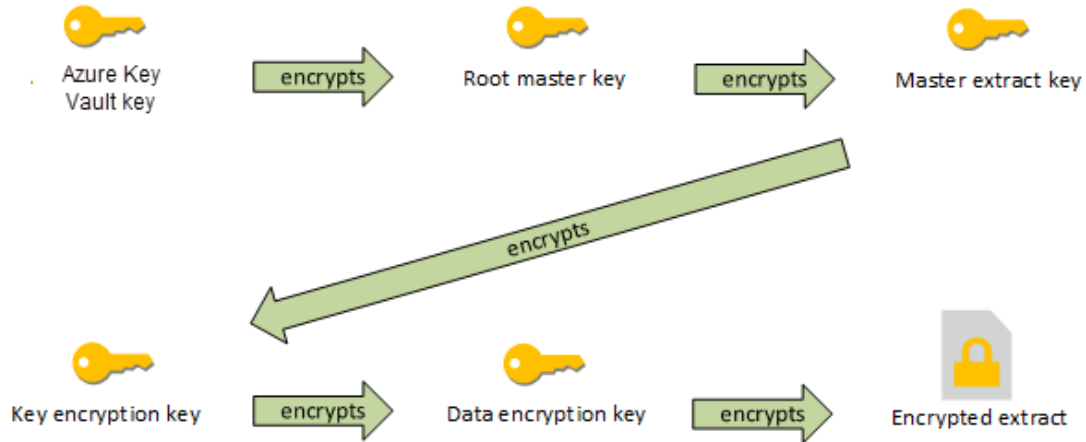 Azure Key
Vault key
encrypts
Root master key
encrypts
Master extract key
encrypts
Key encryption key
encrypts
Data encryption key
encrypts
Encrypted extract